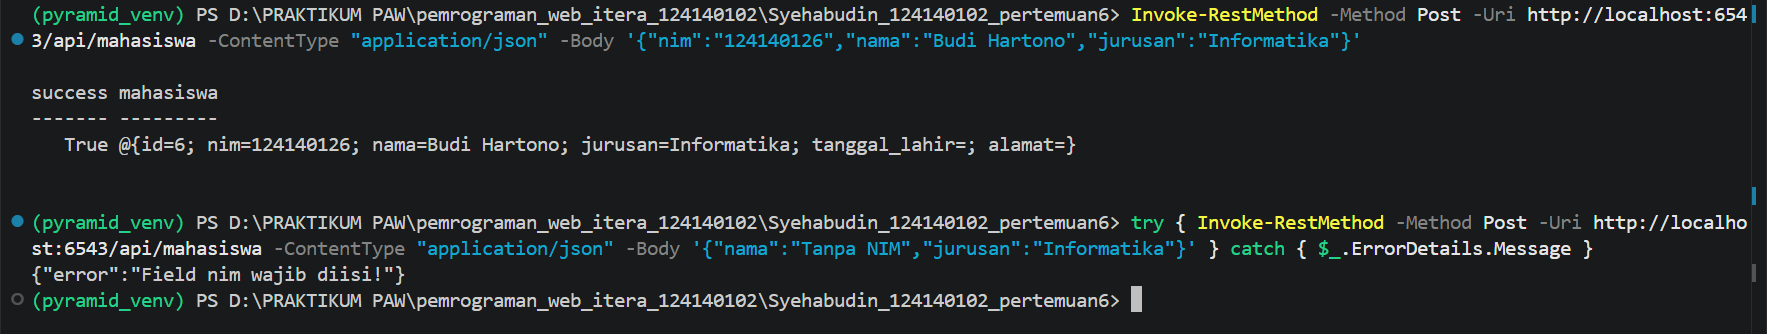 (pyramid_venv) PS D:\PRAKTIKUM PAW\pemrograman_web_itera_124140102\Syehabudin_124140102_pertemuan6> Invoke-RestMethod -Method Post -Uri http://localhost:654
3/api/mahasiswa -ContentType "application/json" -Body '{"nim":"124140126","nama":"Budi Hartono","jurusan":"Informatika"}'
success mahasiswa
------- ---------
True @{id=6; nim=124140126; nama=Budi Hartono; jurusan=Informatika; tanggal_lahir=; alamat=}
(pyramid_venv) PS D:\PRAKTIKUM PAW\pemrograman_web_itera_124140102\Syehabudin_124140102_pertemuan6> try { Invoke-RestMethod -Method Post -Uri http://localho
st:6543/api/mahasiswa -ContentType "application/json" -Body '{"nama":"Tanpa NIM","jurusan":"Informatika"}' } catch { $_.ErrorDetails.Message }
{"error":"Field nim wajib diisi!"}
(pyramid_venv) PS D:\PRAKTIKUM PAW\pemrograman_web_itera_124140102\Syehabudin_124140102_pertemuan6>